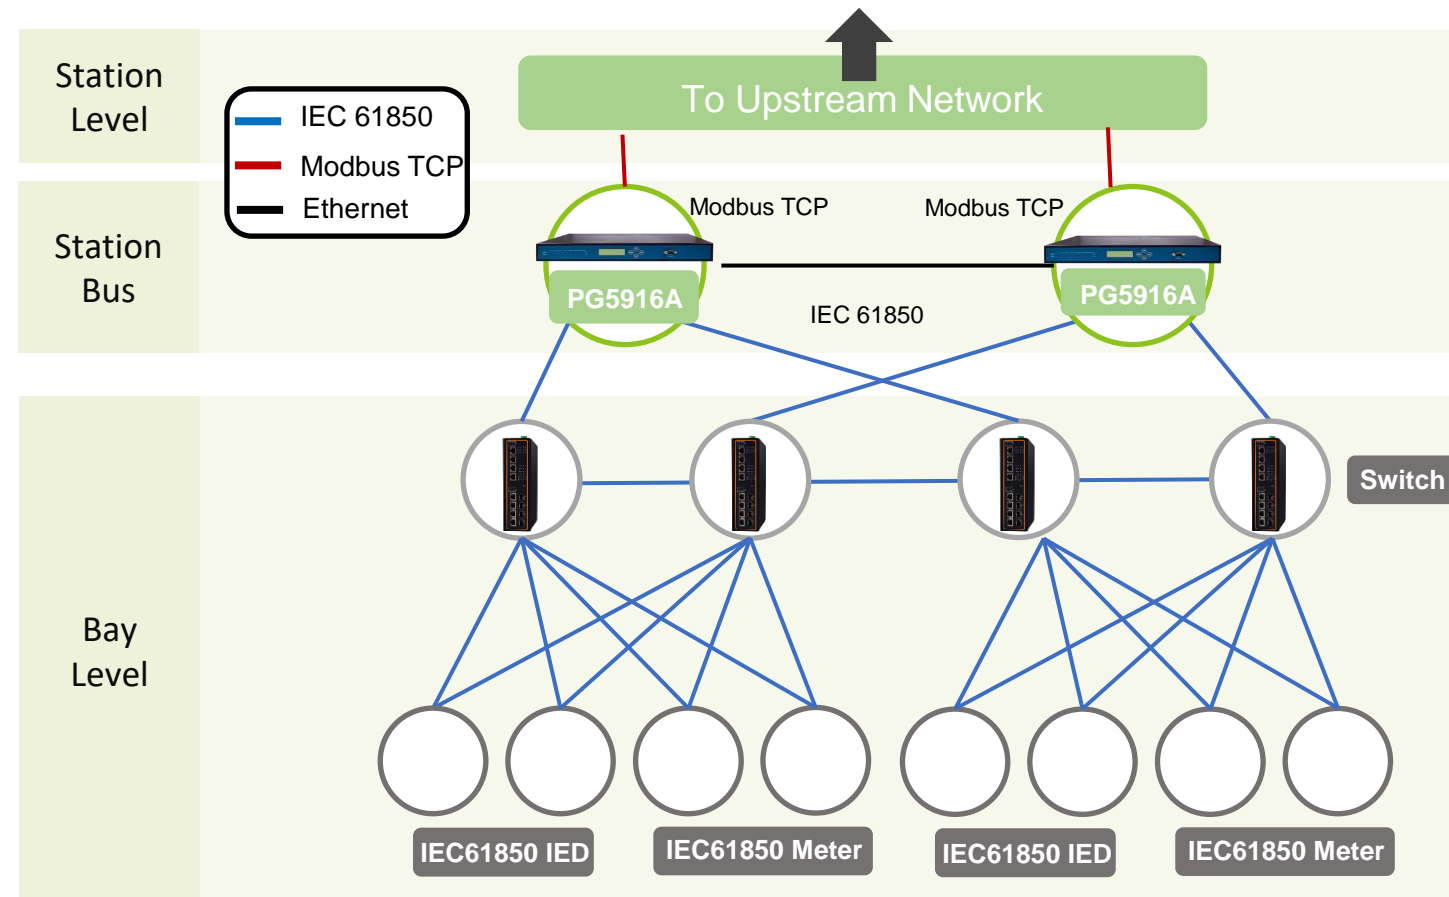 Station
Level
IEC 61850
Modbus TCP
Ethernet
To Upstream Network
Station
Bus
Modbus TCP
Modbus TCP
PG5916A
PG5916A
IEC 61850
Switch
Bay
Level
IEC61850 IED
IEC61850 Meter
IEC61850 IED
IEC61850 Meter